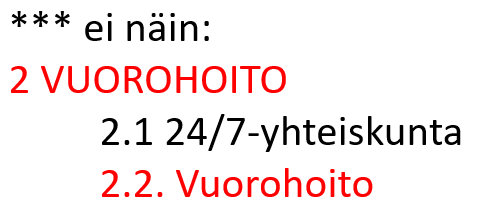 *** ei näin:
2 VUOROHOITO
2.1 24/7-yhteiskunta
2.2. Vuorohoito